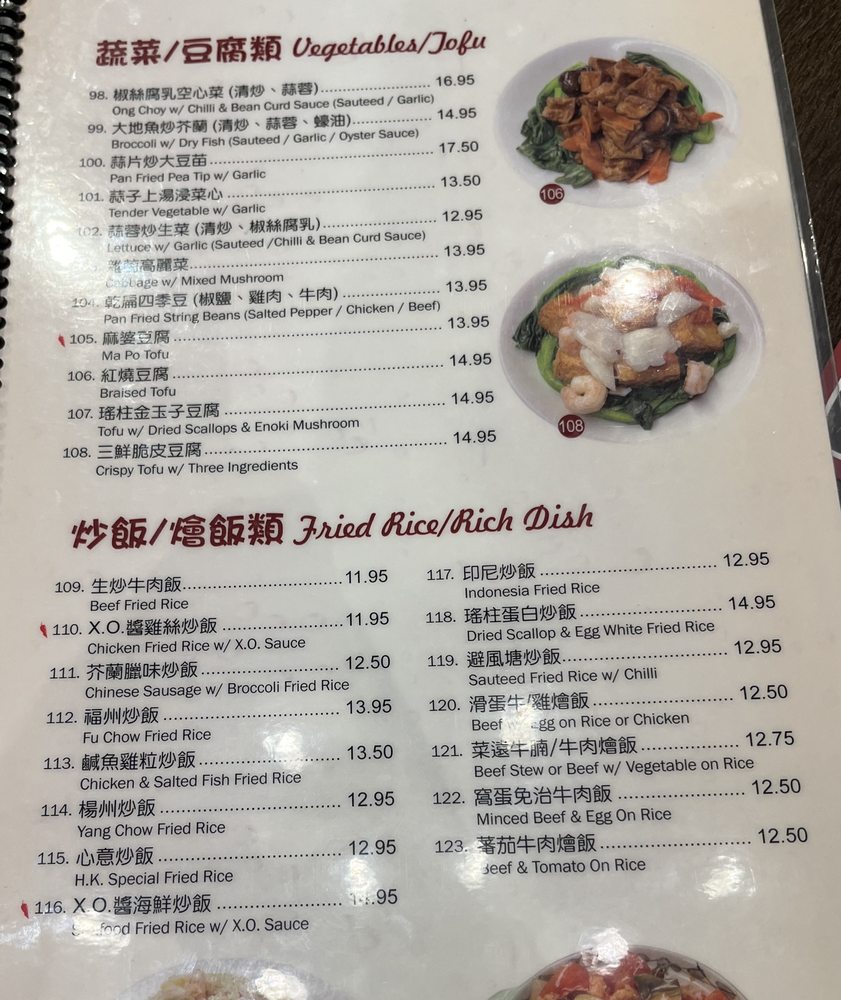 蔬菜/豆腐類 Vegetables/Tofu
98. 椒絲腐乳空心菜 (清炒、蒜蓉) 16.95
Ong Choy w/ Chilli & Bean Curd Sauce (Sauteed / Garlic)
99. 大地魚炒芥蘭 (清炒、蒜蓉、蠔油) 14.95
Broccoli w/ Dry Fish (Sauteed / Garlic / Oyster Sauce)
100. 蒜片炒大豆苗 17.50
Pan Fried Pea Tip w/ Garlic
101. 蒜子上湯浸菜心 13.50
Tender Vegetable w/ Garlic
102. 蒜蓉炒生菜 (清炒、椒絲腐乳) 12.95
Lettuce w/ Garlic (Sauteed /Chilli & Bean Curd Sauce)
高麗菜 13.95
Cabbage w/ Mixed Mushroom
104. 乾扁四季豆 (椒鹽、雞肉、牛肉) 13.95
Pan Fried String Beans (Salted Pepper / Chicken / Beef)
105. 麻婆豆腐 13.95
Ma Po Tofu
106. 紅燒豆腐 14.95
Braised Tofu
107. 瑤柱金玉子豆腐 14.95
Tofu w/ Dried Scallops & Enoki Mushroom
108. 三鮮脆皮豆腐 14.95
Crispy Tofu w/ Three Ingredients
106
108
炒飯/燴飯類 Fried Rice/Rich Dish
109. 生炒牛肉飯 11.95
Beef Fried Rice
110. X.O.醬雞絲炒飯 11.95
Chicken Fried Rice w/ X.O. Sauce
111. 芥蘭臘味炒飯 12.50
Chinese Sausage w/ Broccoli Fried Rice
112. 福州炒飯 13.95
Fu Chow Fried Rice
113. 鹹魚雞粒炒飯 13.50
Chicken & Salted Fish Fried Rice
114. 楊州炒飯 12.95
Yang Chow Fried Rice
115. 心意炒飯 12.95
H.K. Special Fried Rice
116. X.O.醬海鮮炒飯
Seafood Fried Rice w/ X.O. Sauce
117. 印尼炒飯 12.95
Indonesia Fried Rice
118. 瑤柱蛋白炒飯 14.95
Dried Scallop & Egg White Fried Rice
119. 避風塘炒飯 12.95
Sauteed Fried Rice w/ Chilli
120. 滑蛋牛/雞燴飯 12.50
Beef w/ Egg on Rice or Chicken
121. 菜遠牛腩/牛肉燴飯 12.75
Beef Stew or Beef w/ Vegetable on Rice
122. 窩蛋免治牛肉飯 12.50
Minced Beef & Egg On Rice
123. 蕃茄牛肉燴飯 12.50
Beef & Tomato On Rice